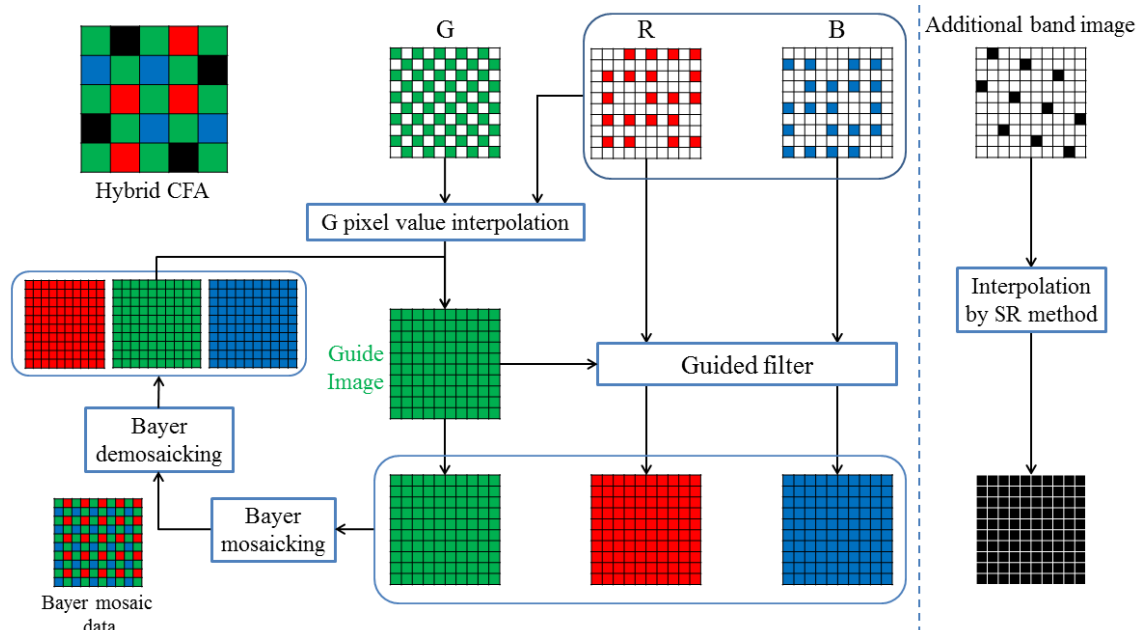 G
R
B
Additional band image
Hybrid CFA
G pixel value interpolation
Interpolation
by SR method
Guide
Image
Guided filter
Bayer
demosaicking
Bayer
mosaicking
Bayer mosaic
data